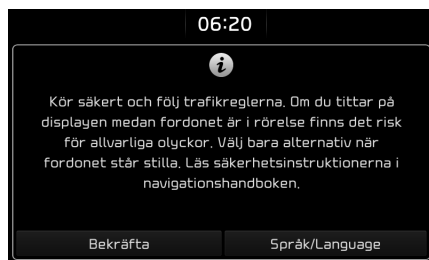 06:20
i
Kör säkert och följ trafikreglerna. Om du tittar på
displayen medan fordonet är i rörelse finns det risk
för allvarliga olyckor. Välj bara alternativ när
fordonet står stilla. Läs säkerhetsinstruktionerna i
navigationshandboken.
Bekräfta
Språk/Language